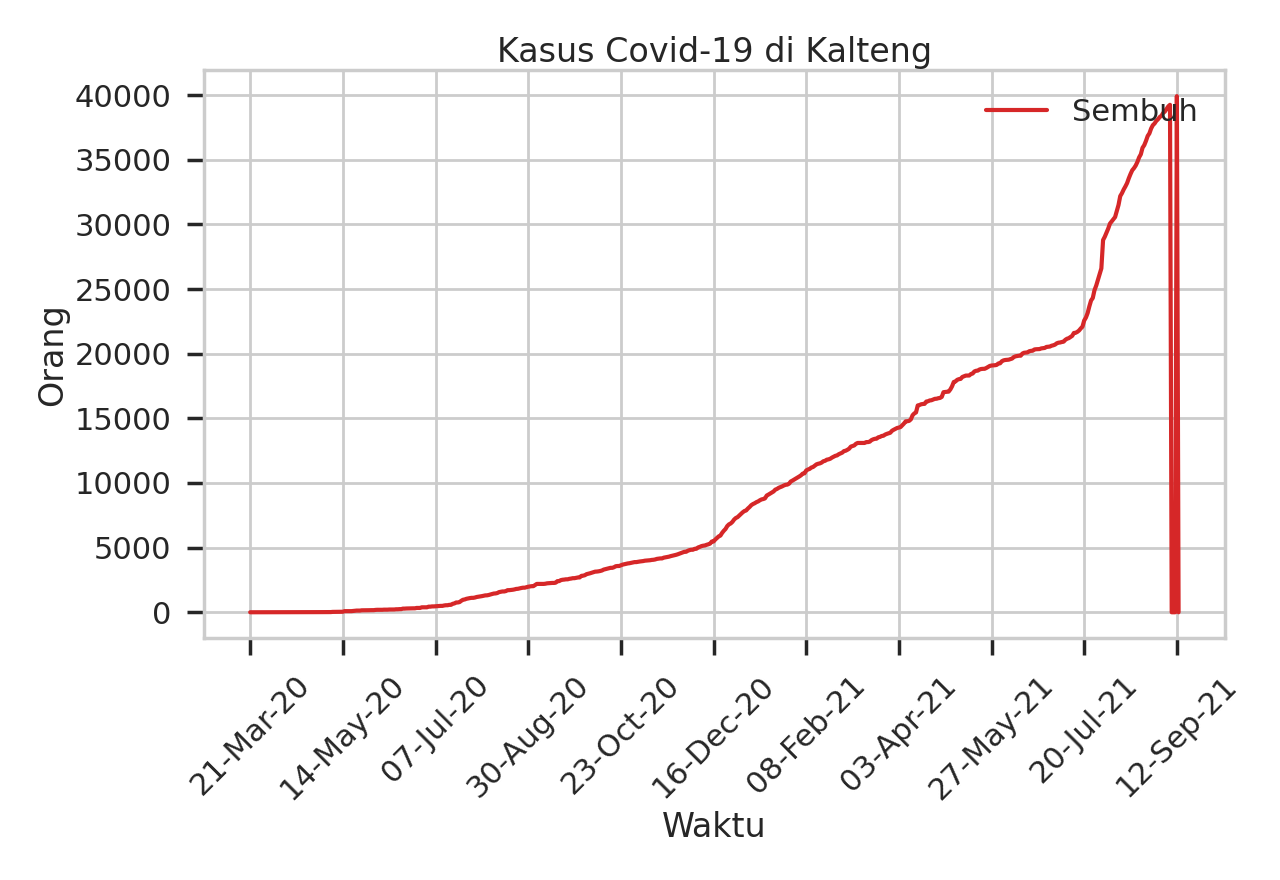 Kasus Covid-19 di Kalteng
Sembuh
Orang
40000
35000
30000
25000
20000
15000
10000
5000
0
21-Mar-20
14-May-20
07-Jul-20
30-Aug-20
23-Oct-20
16-Dec-20
08-Feb-21
03-Apr-21
27-May-21
20-Jul-21
12-Sep-21
Waktu